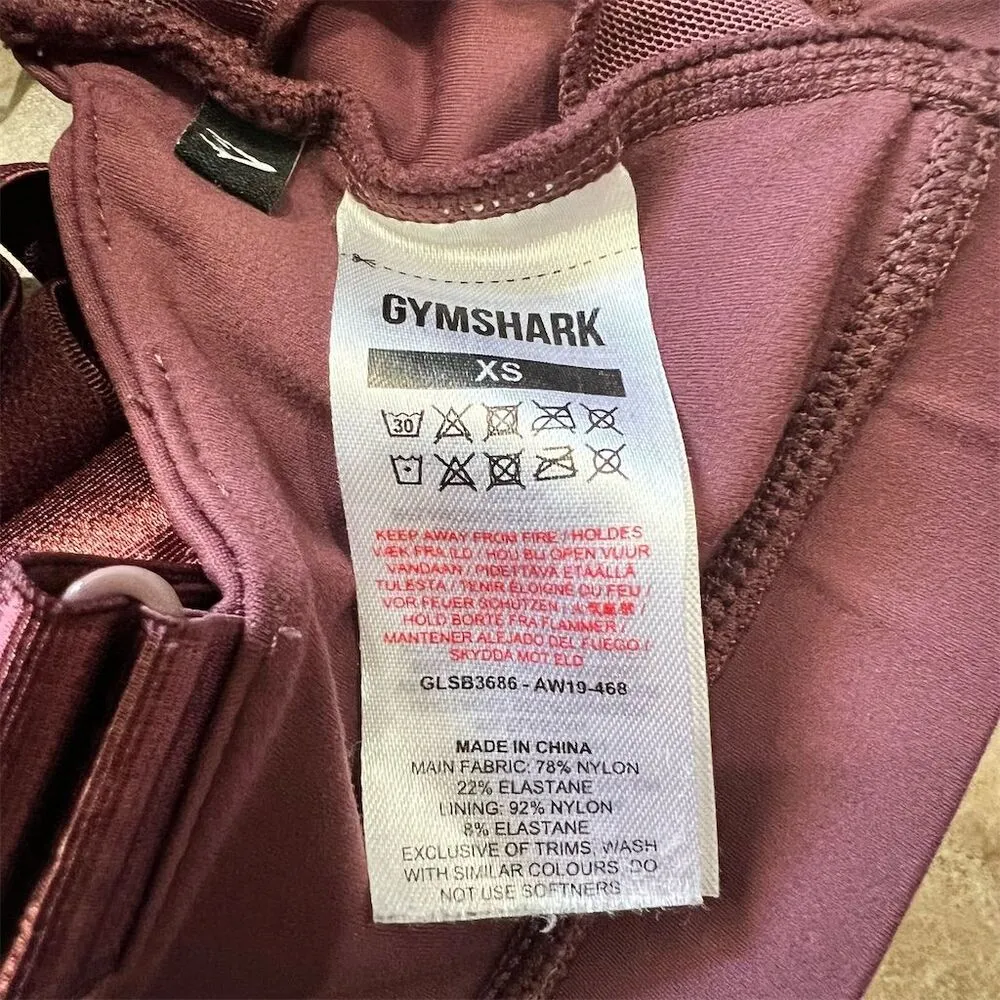 GYMSHARK
XS
30
KEEP AWAY FROM FIRE / HOLDES
VÆK FRA ILD / HOU BIJ OPEN VUUR
VANDAAN / PIDETTÄVÄ ETÄÄLLÄ
TULESTA / TENIR ÉLOIGNÉ DU FEU /
VOR FEUER SCHÜTZEN /
HOLD BORTE FRA FLAMMER /
MANTENER ALEJADO DEL FUEGO /
SKYDDA MOT ELD
GLSB3686 - AW19-468
MADE IN CHINA
MAIN FABRIC: 78% NYLON
22% ELASTANE
LINING: 92% NYLON
8% ELASTANE
EXCLUSIVE OF TRIMS. WASH
WITH SIMILAR COLOURS. DO
NOT USE SOFTNERS